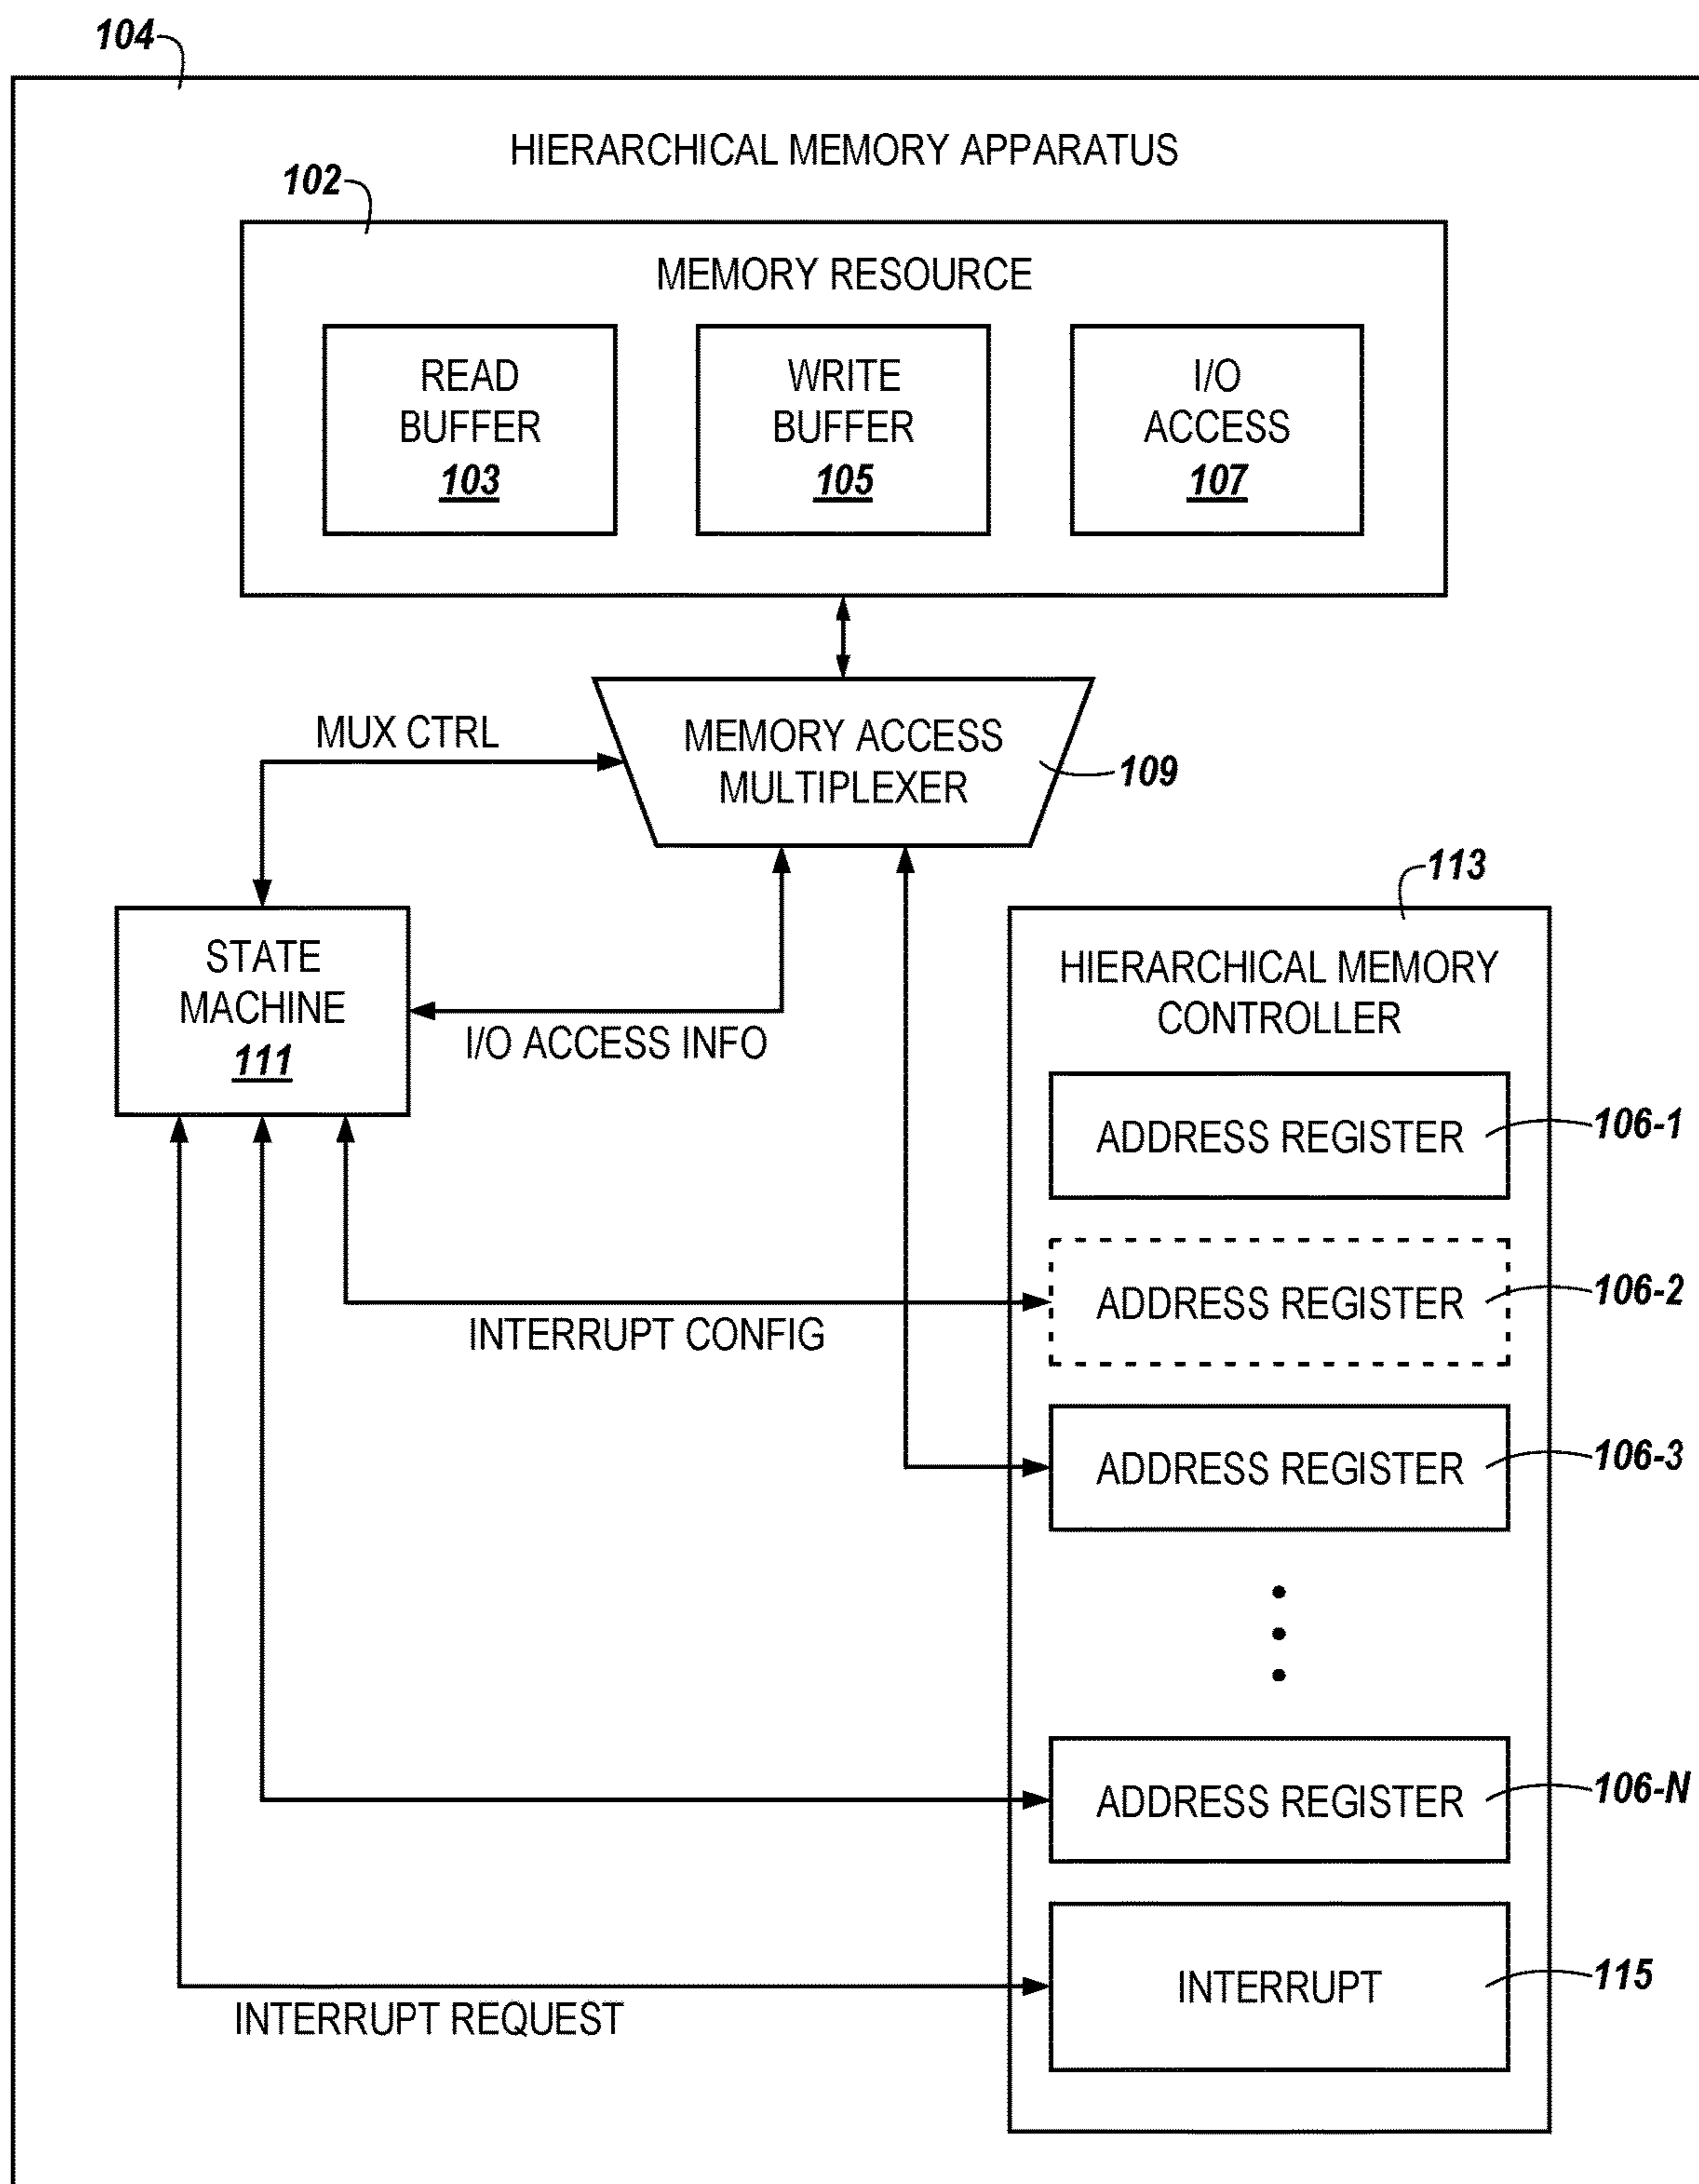 104
HIERARCHICAL MEMORY APPARATUS
102
MEMORY RESOURCE
READ
BUFFER
103
WRITE
BUFFER
105
I/O
ACCESS
107
MUX CTRL
MEMORY ACCESS
MULTIPLEXER
109
STATE
MACHINE
111
I/O ACCESS INFO
113
HIERARCHICAL MEMORY
CONTROLLER
ADDRESS REGISTER
106-1
ADDRESS REGISTER
106-2
INTERRUPT CONFIG
ADDRESS REGISTER
106-3
ADDRESS REGISTER
106-N
INTERRUPT
115
INTERRUPT REQUEST